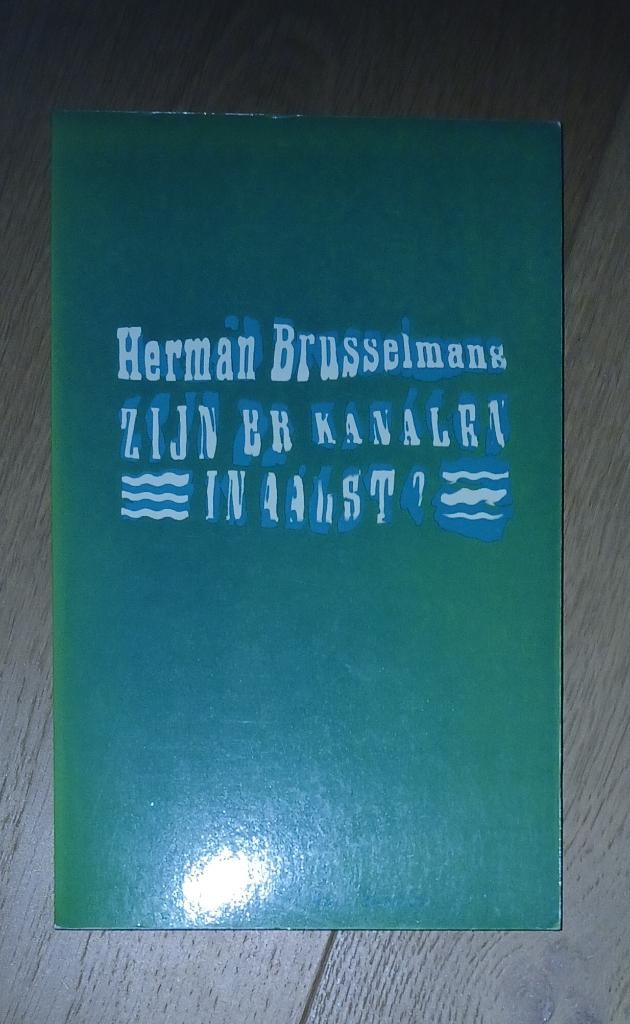 Herman Brusselmans
ZIJN ER KANALEN
IN AALST?